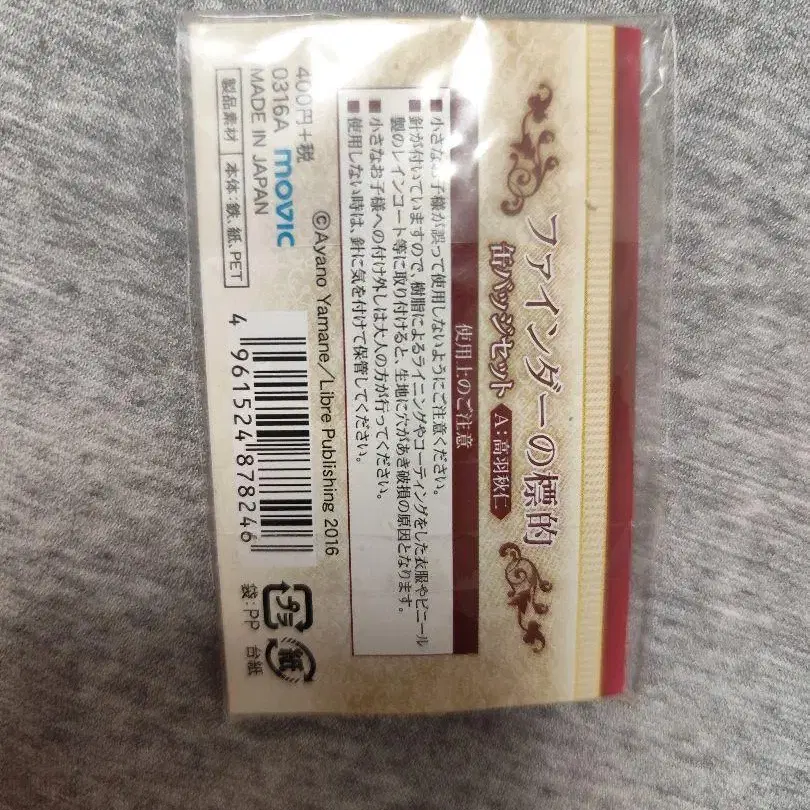 ファインダーの標的
缶バッジセット A:高羽秋仁
使用上のご注意
■小さなお子様が誤って使用しないようにご注意ください。
■針が付いていますので、樹脂によるライニングやコーティングをした衣服やビニール
製のレインコート等に取り付けると、生地に穴があき破損の原因となります。
■小さなお子様への付け外しは大人の方が行ってください。
■使用しない時は、針に気を付けて保管してください。
©Ayano Yamane/Libre Publishing 2016
400円+税
0316A movic
MADE IN JAPAN
製品素材 本体:鉄、紙、PET
4 961524 878246
プラ 紙
袋:PP 台紙